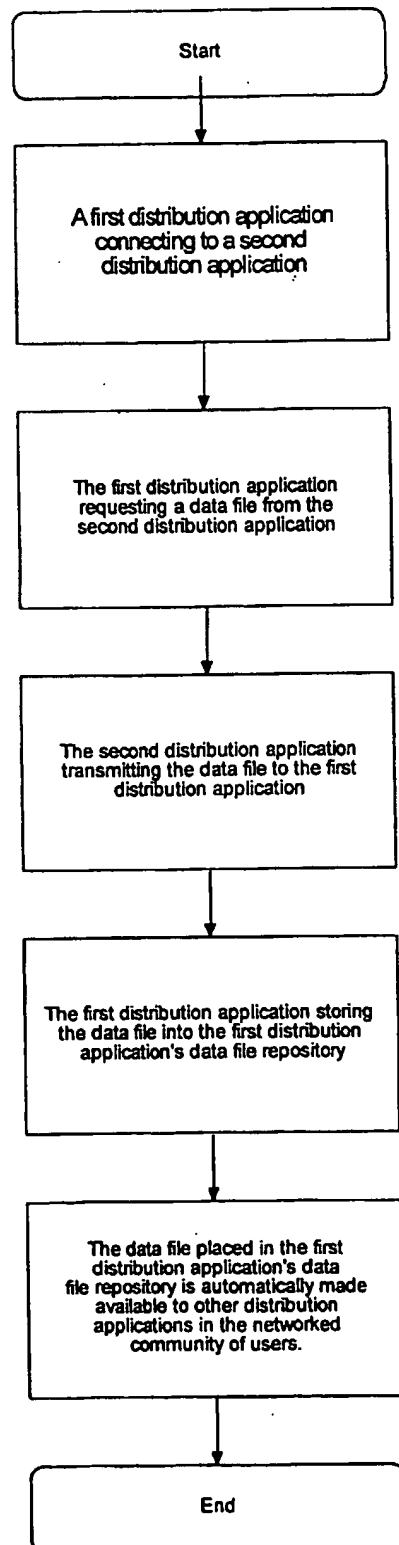 Start
A first distribution application
connecting to a second
distribution application
The first distribution application
requesting a data file from the
second distribution application
The second distribution application
transmitting the data file to the first
distribution application
The first distribution application storing
the data file into the first distribution
application's data file repository
The data file placed in the first
distribution application's data
file repository is automatically made
available to other distribution
applications in the networked
community of users.
End